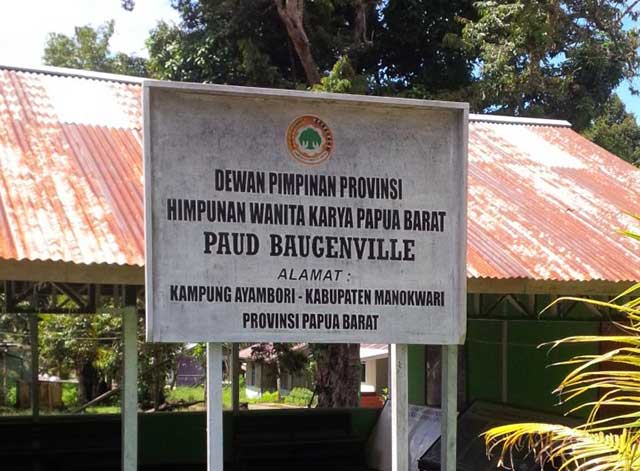 DEWAN PIMPINAN PROVINSI
HIMPUNAN WANITA KARYA PAPUA BARAT
PAUD BAUGENVILLE
ALAMAT :
KAMPUNG AYAMBORI - KABUPATEN MANOKWARI
PROVINSI PAPUA BARAT